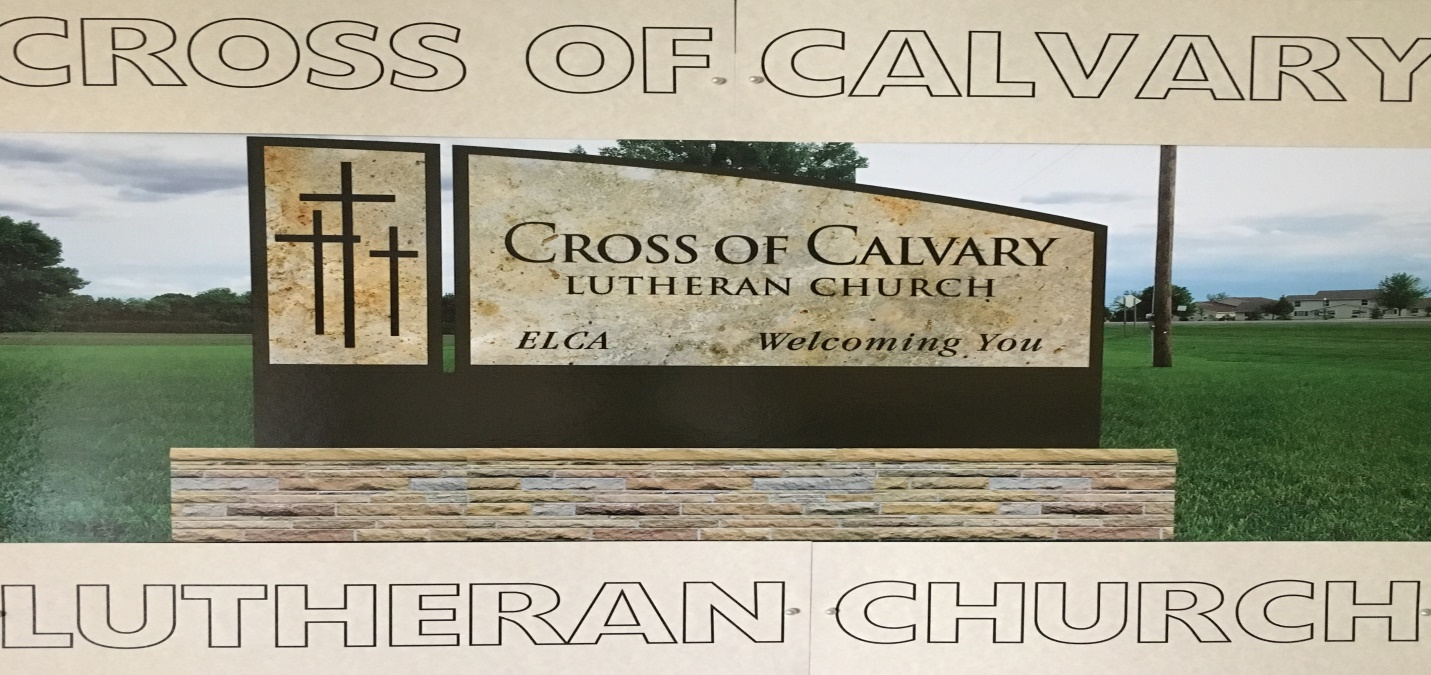 CROSS OF CALVARY
CROSS OF CALVARY
LUTHERAN CHURCH
ELCA Welcoming You
LUTHERAN CHURCH